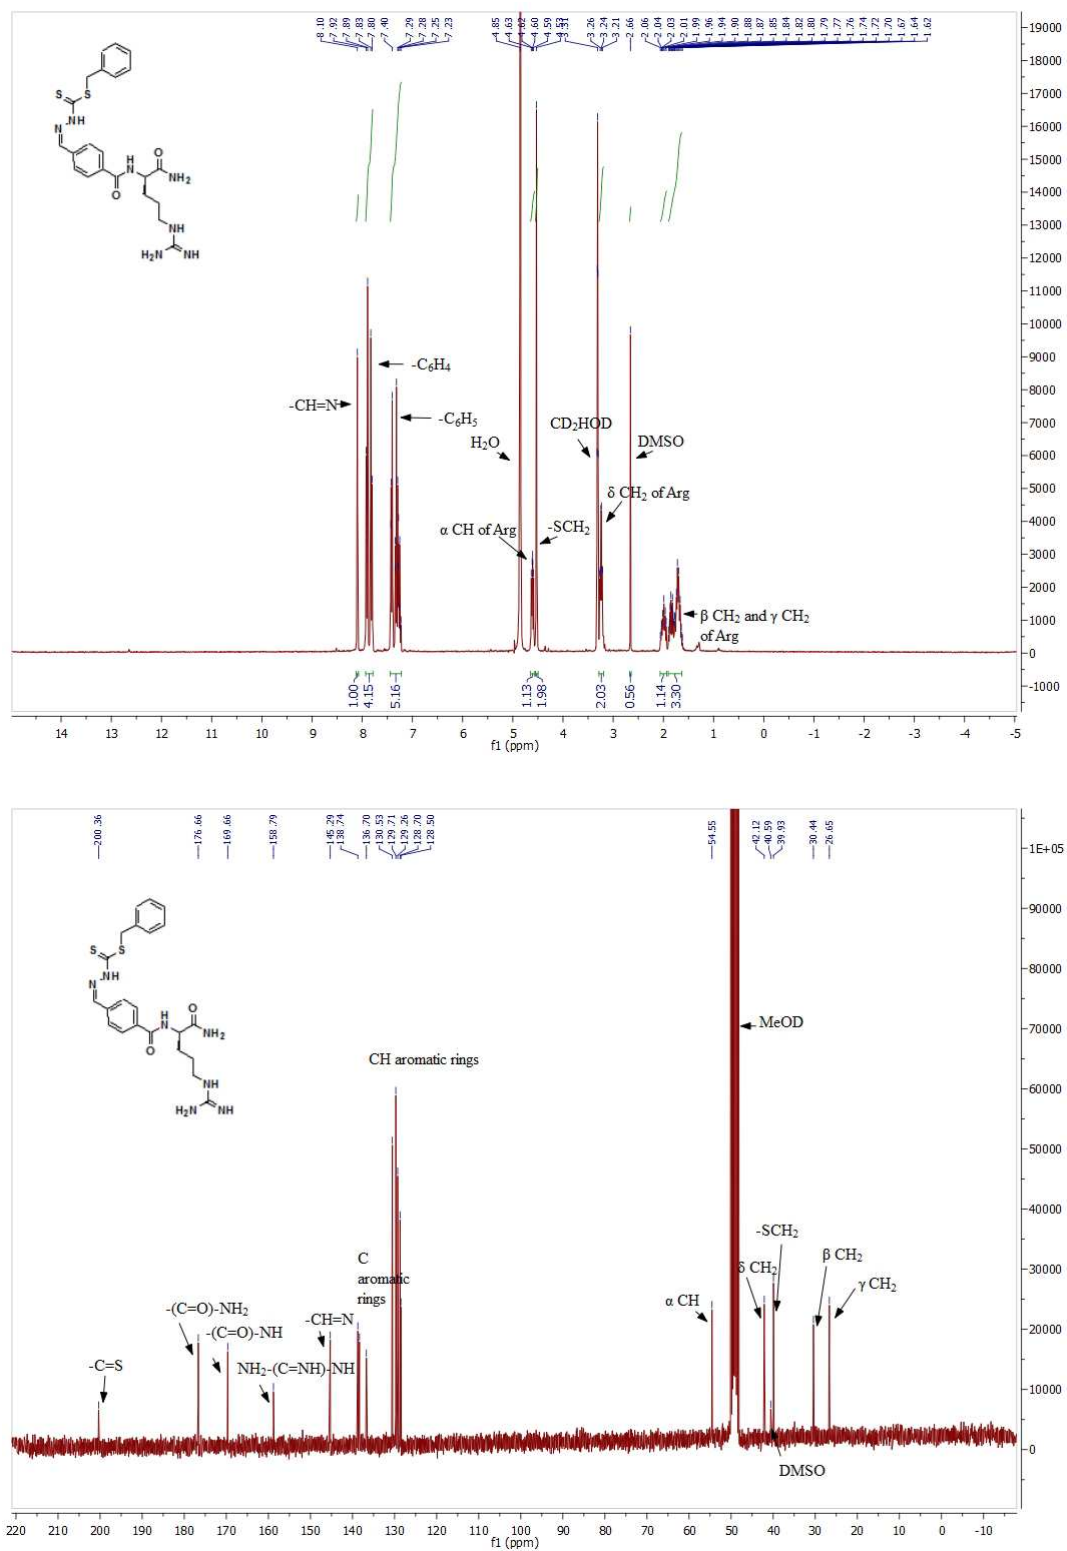 8.10
7.92
7.89
7.83
7.80
7.40
7.29
7.28
7.25
7.23
4.85
4.63
4.62
4.60
4.59
4.53
3.31
3.26
3.24
3.21
2.66
2.06
2.04
2.03
2.01
1.99
1.96
1.94
1.90
1.88
1.87
1.85
1.84
1.82
1.80
1.79
1.77
1.76
1.74
1.72
1.70
1.67
1.64
1.62
S
S
NH
N
H
N
O
NH2
O
NH
H2N
NH
-CH=N
-C6H4
-C6H5
H2O
CD2HOD
DMSO
δ CH2 of Arg
α CH of Arg
-SCH2
β CH2 and γ CH2
of Arg
19000
18000
17000
16000
15000
14000
13000
12000
11000
10000
9000
8000
7000
6000
5000
4000
3000
2000
1000
0
-1000
1.00
4.15
5.16
1.13
1.98
2.03
0.56
1.14
3.30
14 13 12 11 10 9 8 7 6 5 4 3 2 1 0 -1 -2 -3 -4 -5
f1 (ppm)
200.36
176.66
169.66
158.79
145.29
138.74
136.70
130.53
129.71
129.26
128.70
128.50
54.55
42.12
40.59
39.93
30.44
26.65
S
S
NH
N
H
N
O
NH2
O
NH
H2N
NH
MeOD
CH aromatic rings
C
aromatic
rings
-SCH2
δ CH2
β CH2
γ CH2
α CH
-(C=O)-NH2
-(C=O)-NH
-CH=N
-C=S
NH2-(C=NH)-NH
DMSO
1E+05
90000
80000
70000
60000
50000
40000
30000
20000
10000
0
220 210 200 190 180 170 160 150 140 130 120 110 100 90 80 70 60 50 40 30 20 10 0 -10
f1 (ppm)